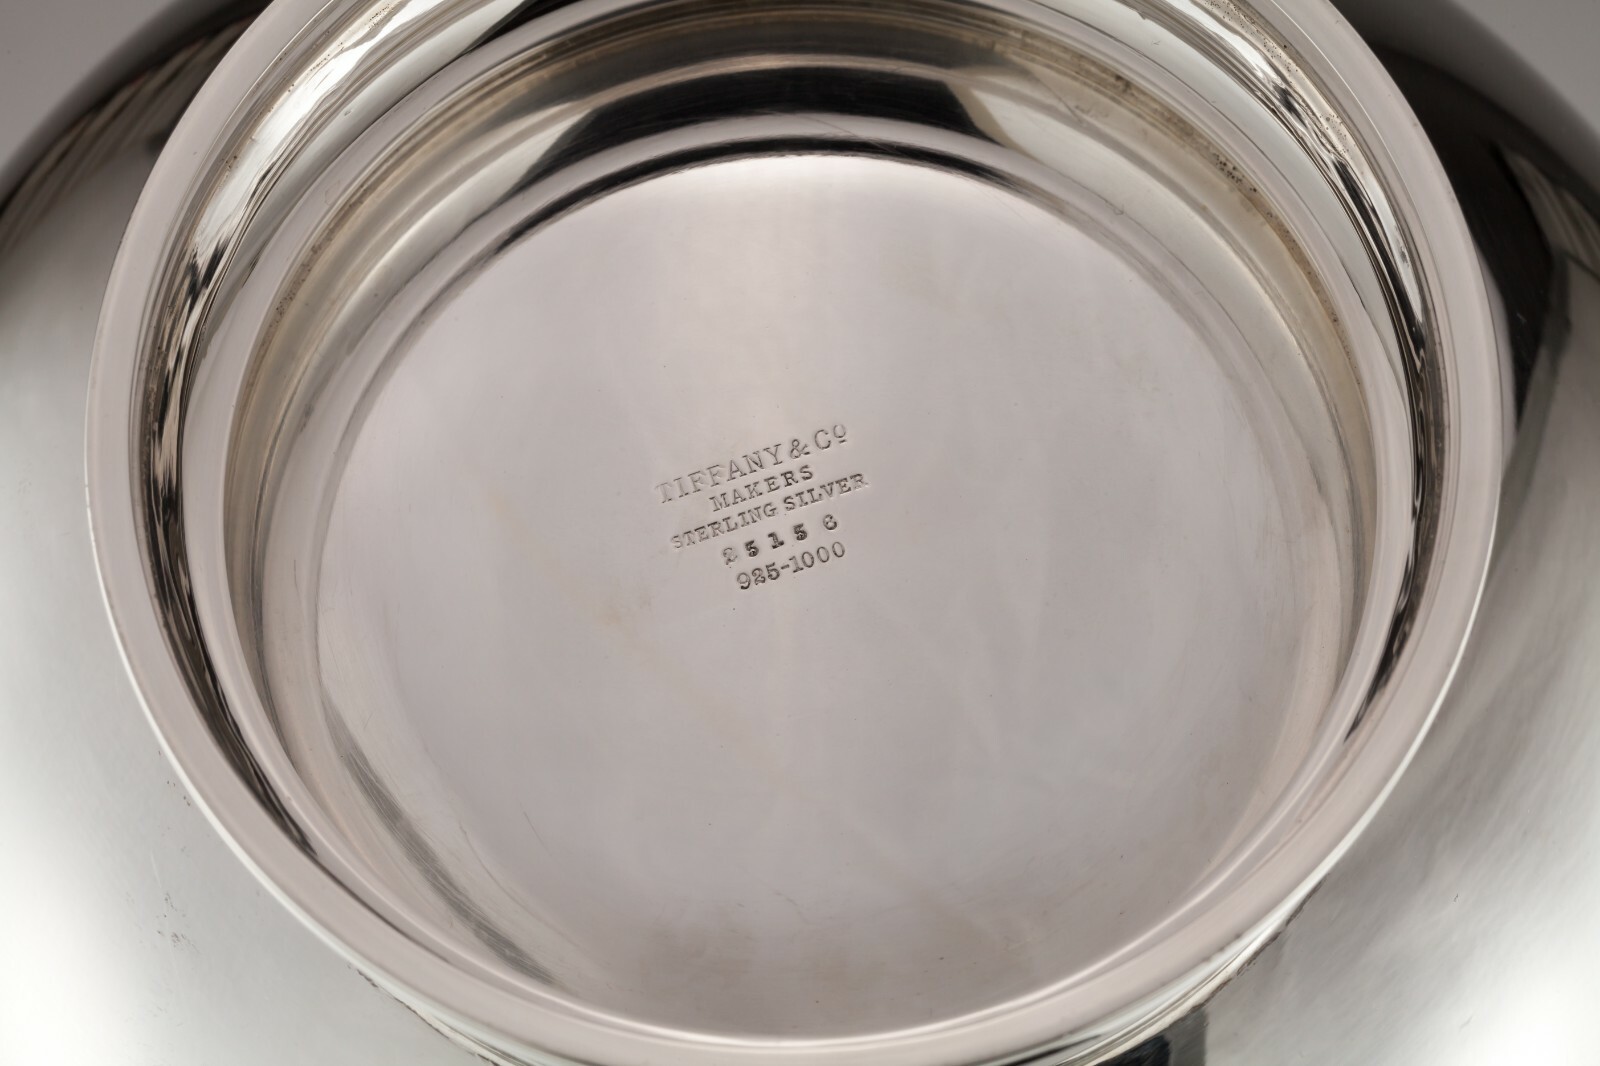 TIFFANY & Cº
MAKERS
STERLING SILVER
25156
925-1000